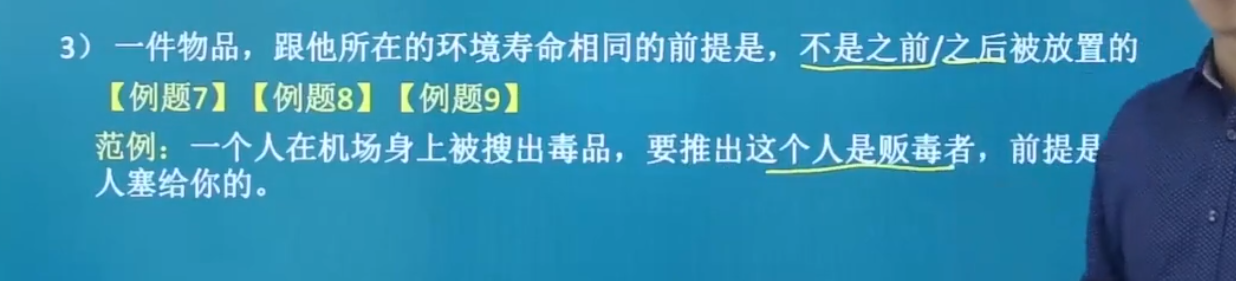 3） 一件物品，跟他所在的环境寿命相同的前提是，不是之前/之后被放置的
【例题7】【例题8】【例题9】
范例：一个人在机场身上被搜出毒品，要推出这个人是贩毒者，前提是
人塞给你的。